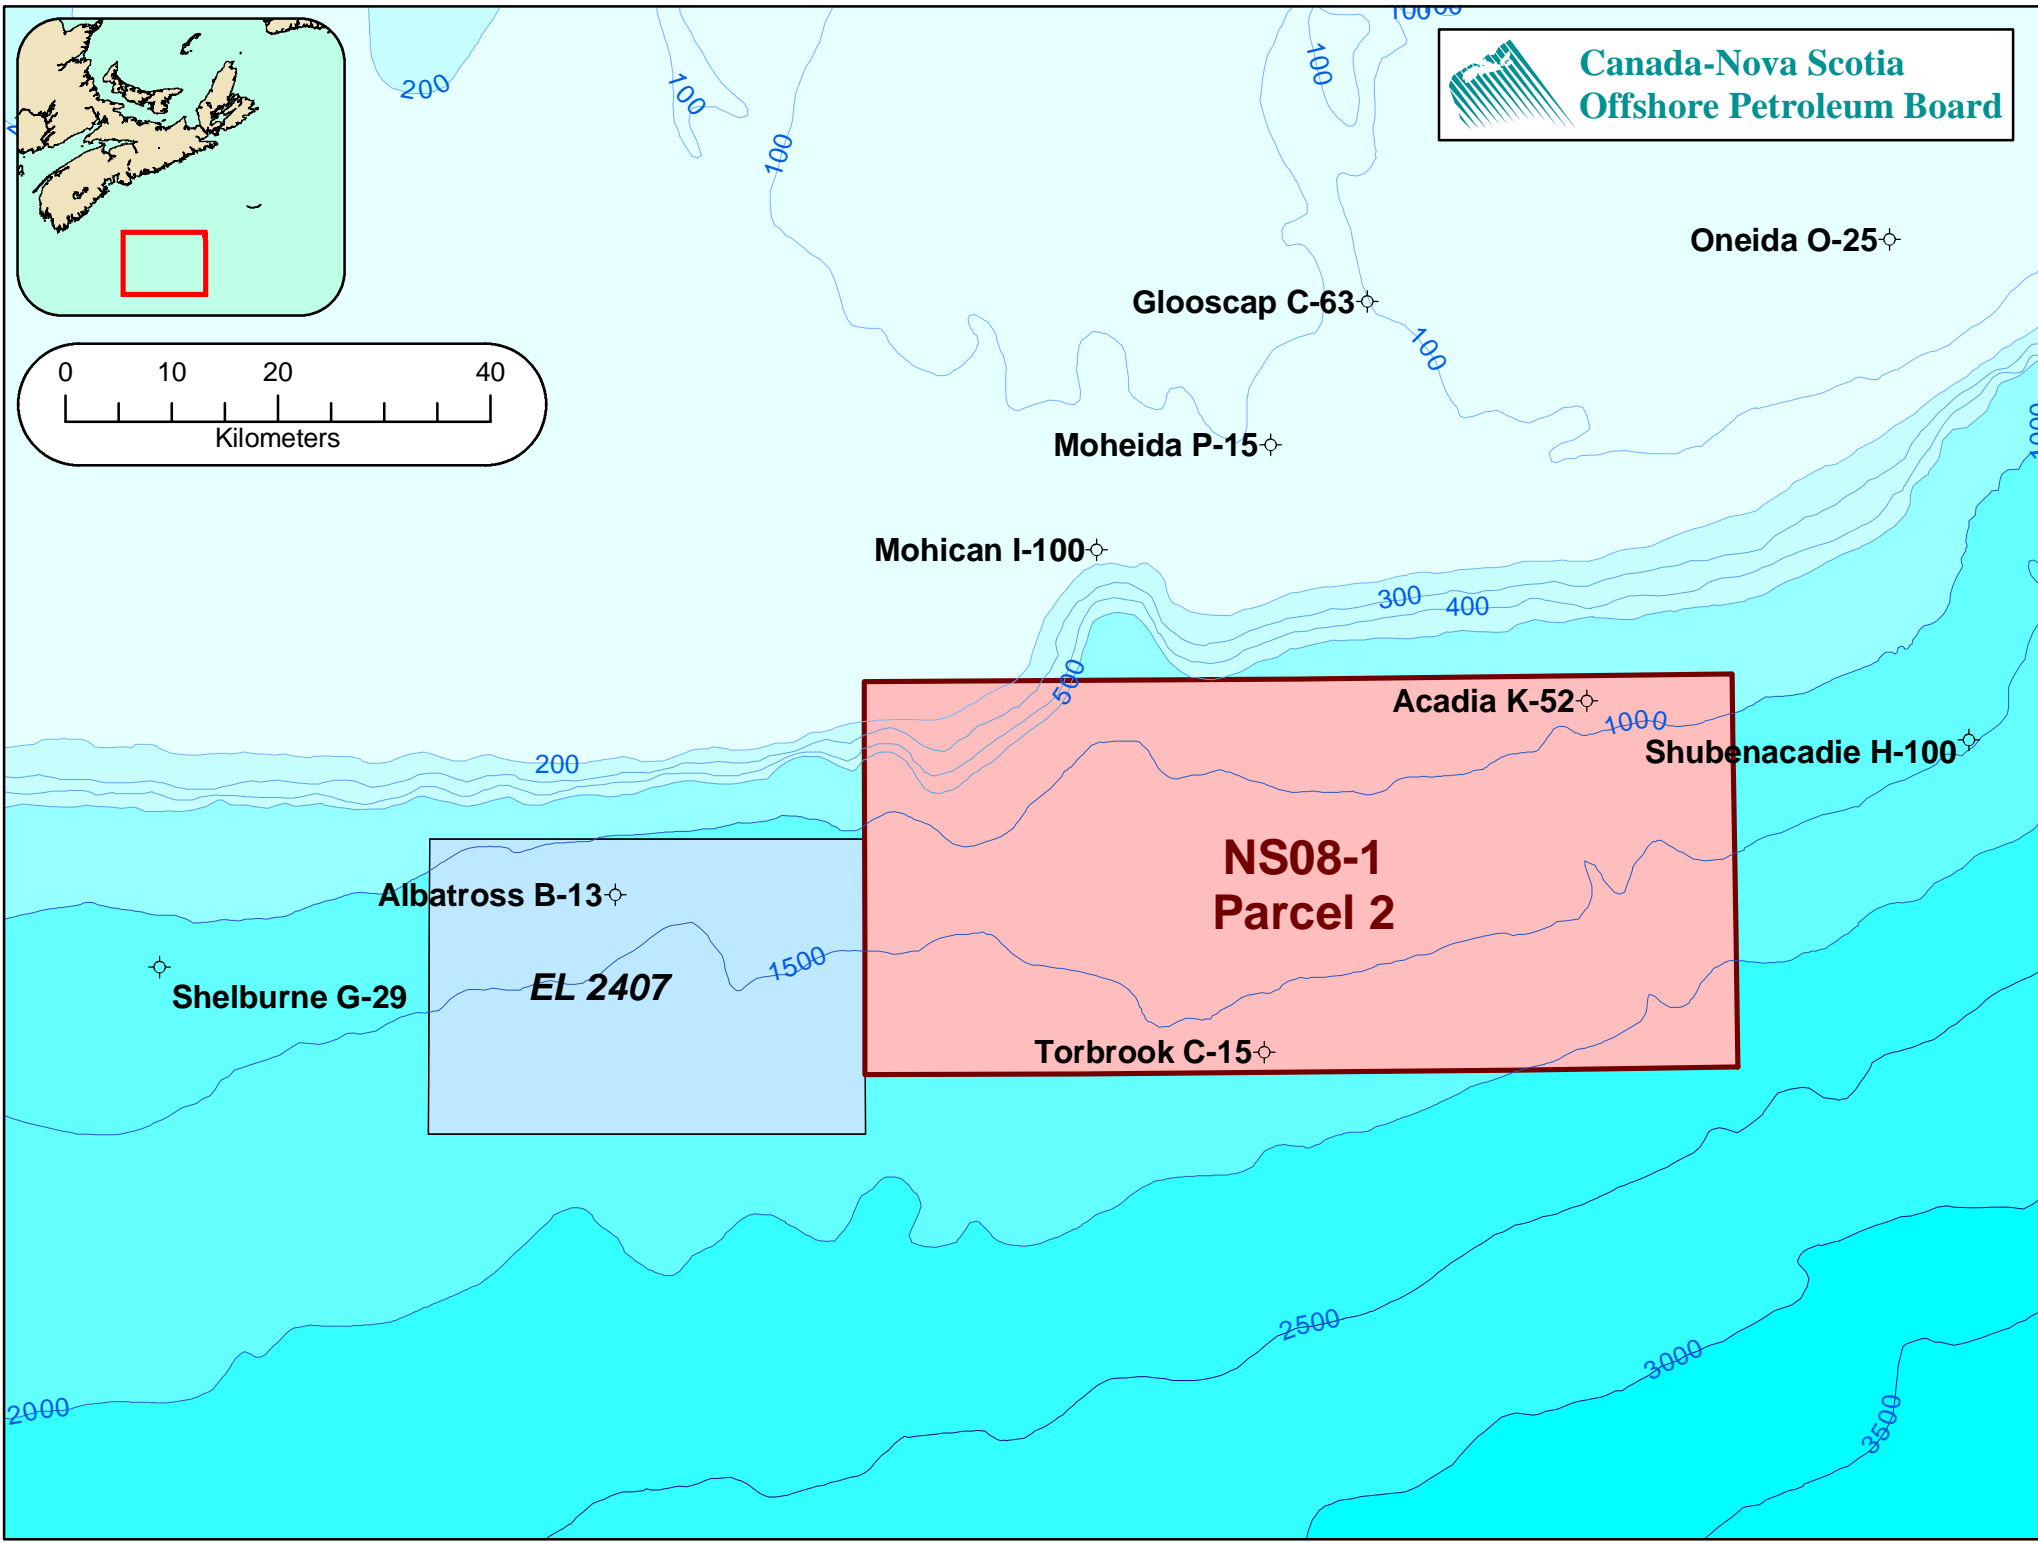 100
100
200
100
100
100
Canada-Nova Scotia
Offshore Petroleum Board
Oneida O-25
Glooscap C-63
100
0 10 20 40
Kilometers
1000
Moheida P-15
Mohican I-100
300
400
500
Acadia K-52
1000
Shubenacadie H-100
200
NS08-1
Parcel 2
Albatross B-13
1500
EL 2407
Shelburne G-29
Torbrook C-15
2500
3000
2000
3500